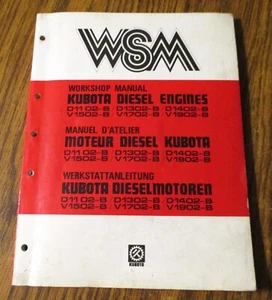 WSM
WORKSHOP MANUAL
KUBOTA DIESEL ENGINES
D1102-B D1302-B D1402-B
V1502-B V1702-B V1902-B
MANUEL D'ATELIER
MOTEUR DIESEL KUBOTA
D1102-B D1302-B D1402-B
V1502-B V1702-B V1902-B
WERKSTATTANLEITUNG
KUBOTA DIESELMOTOREN
D1102-B D1302-B D1402-B
V1502-B V1702-B V1902-B
KUBOTA